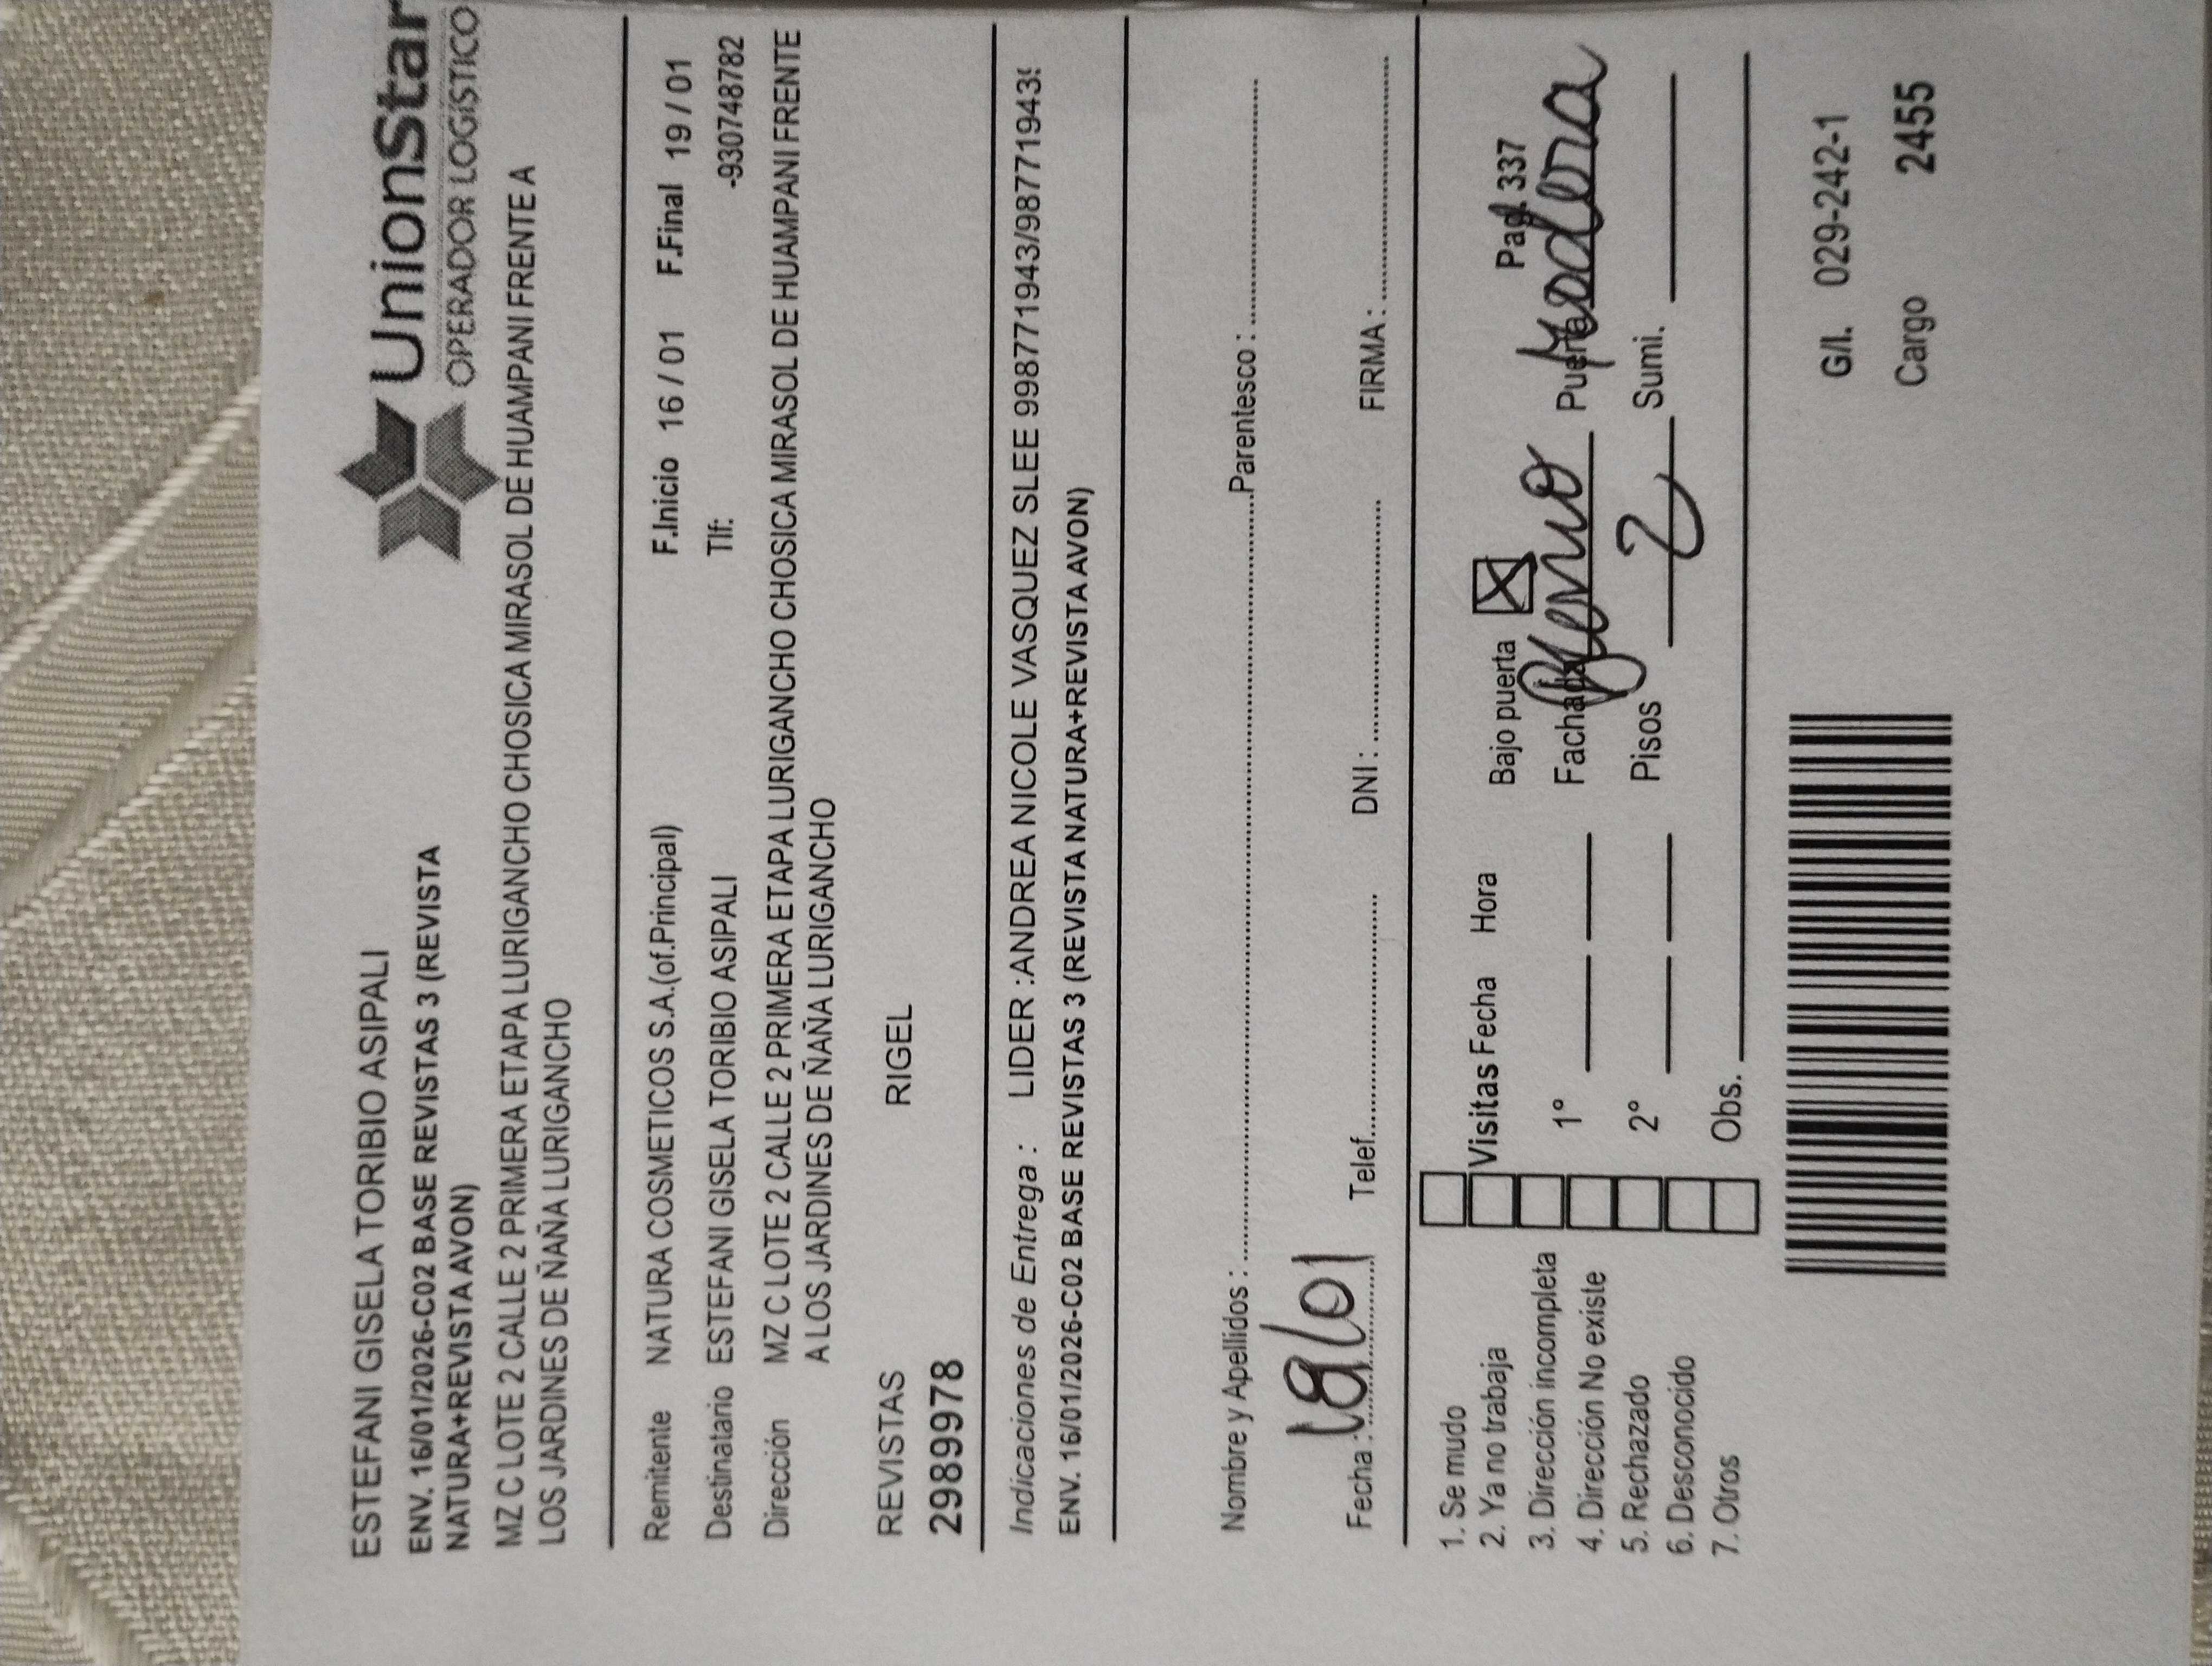 UnionStar
OPERADOR LOGÍSTICO
ESTEFANI GISELA TORIBIO ASIPALI
ENV. 16/01/2026-C02 BASE REVISTAS 3 (REVISTA
NATURA+REVISTA AVON)
MZ C LOTE 2 CALLE 2 PRIMERA ETAPA LURIGANCHO CHOSICA MIRASOL DE HUAMPANI FRENTE A
LOS JARDINES DE ÑAÑA LURIGANCHO
Remitente NATURA COSMETICOS S.A.(of.Principal) F.Inicio 16 / 01 F.Final 19 / 01
Destinatario ESTEFANI GISELA TORIBIO ASIPALI Tlf: -930748782
Dirección MZ C LOTE 2 CALLE 2 PRIMERA ETAPA LURIGANCHO CHOSICA MIRASOL DE HUAMPANI FRENTE
A LOS JARDINES DE ÑAÑA LURIGANCHO
REVISTAS RIGEL
2989978
Indicaciones de Entrega : LIDER :ANDREA NICOLE VASQUEZ SLEE 998771943/98771943
ENV. 16/01/2026-C02 BASE REVISTAS 3 (REVISTA NATURA+REVISTA AVON)
Nombre y Apellidos : Parentesco :
Fecha : 18/01 Telef. DNI : FIRMA :
1. Se mudo
2. Ya no trabaja Visitas Fecha Hora Bajo puerta Pag. 337
3. Dirección incompleta
4. Dirección No existe 1° Fachada Puerta Madera
5. Rechazado 2° Pisos 2 Sumi.
6. Desconocido
7. Otros Obs.
G/I. 029-242-1
Cargo 2455